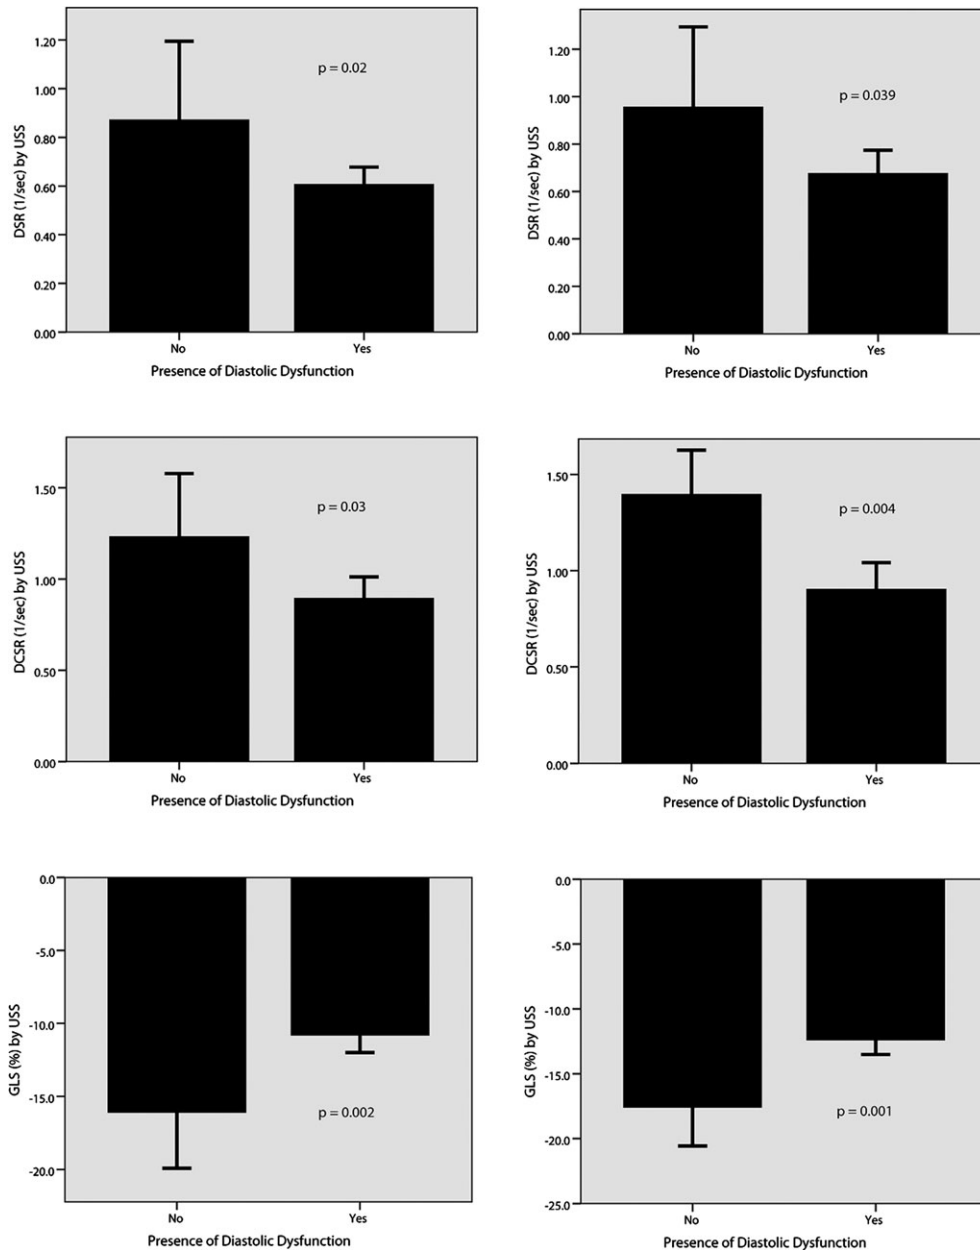 1.20
1.00
0.80
0.60
0.40
0.20
0.00
DSR (1/sec) by USS
p = 0.02
No
Yes
Presence of Diastolic Dysfunction
1.20
1.00
0.80
0.60
0.40
0.20
0.00
DSR (1/sec) by USS
p = 0.039
No
Yes
Presence of Diastolic Dysfunction
1.50
1.00
0.50
0.00
DCSR (1/sec) by USS
p = 0.03
No
Yes
Presence of Diastolic Dysfunction
1.50
1.00
0.50
0.00
DCSR (1/sec) by USS
p = 0.004
No
Yes
Presence of Diastolic Dysfunction
0.0
-5.0
-10.0
-15.0
-20.0
GLS (%) by USS
p = 0.002
No
Yes
Presence of Diastolic Dysfunction
0.0
-5.0
-10.0
-15.0
-20.0
-25.0
GLS (%) by USS
p = 0.001
No
Yes
Presence of Diastolic Dysfunction